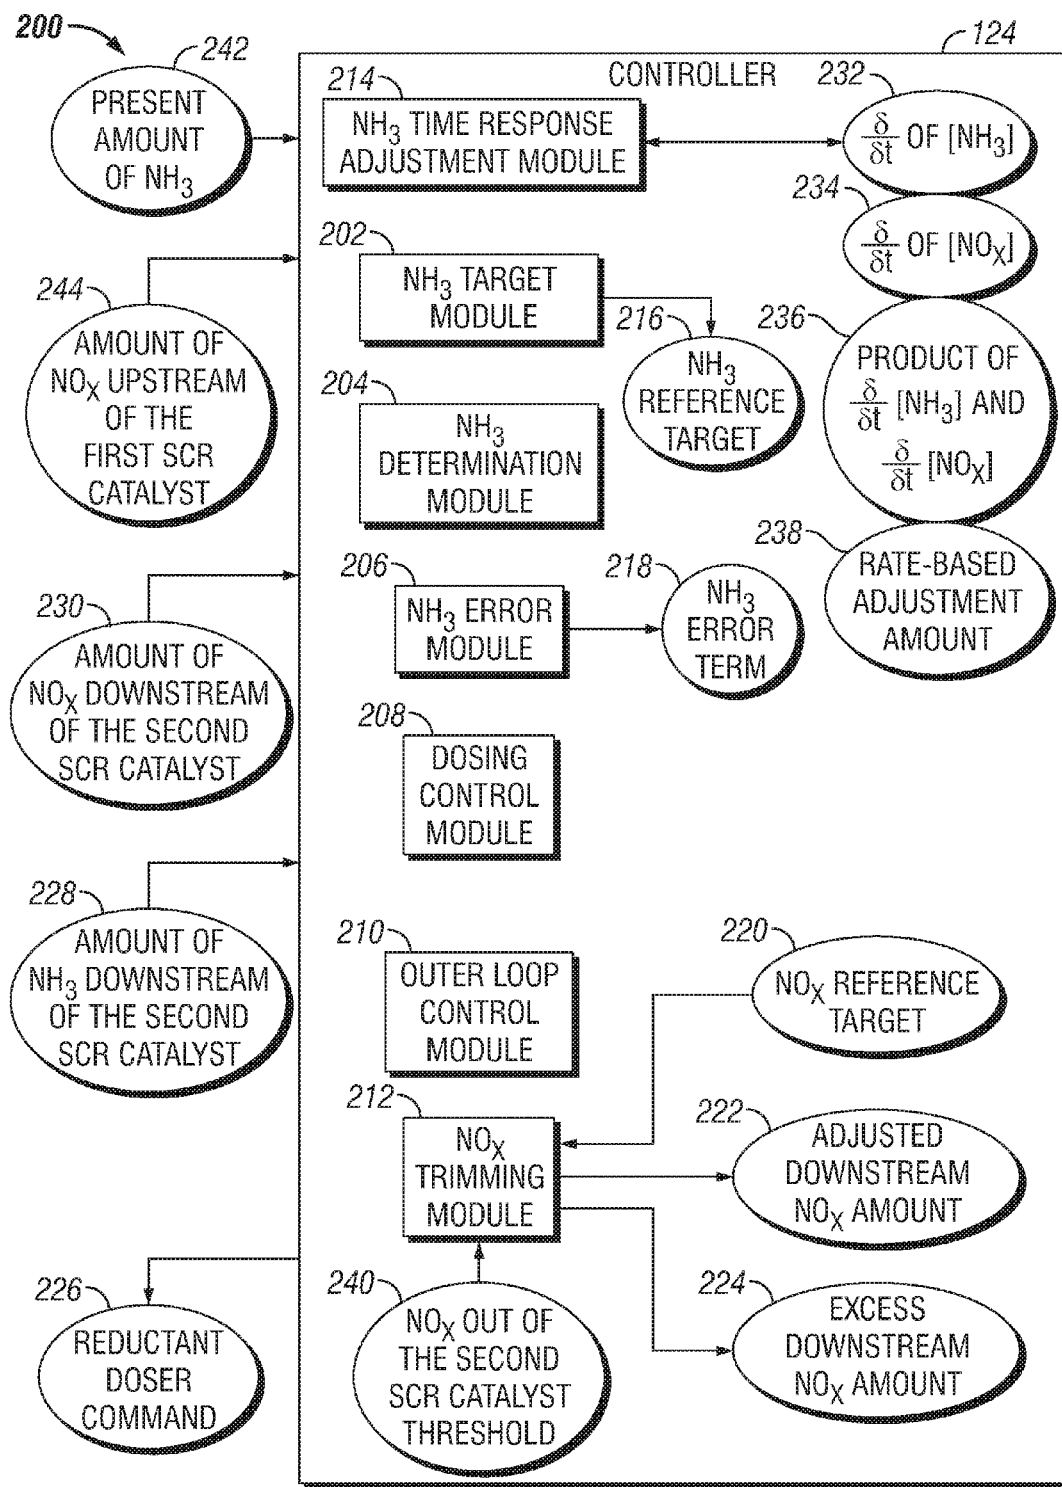 200
242
PRESENT
AMOUNT
OF NH3
124
CONTROLLER
214
NH3 TIME RESPONSE
ADJUSTMENT MODULE
232
δ/δt OF [NH3]
234
δ/δt OF [NOX]
202
NH3 TARGET
MODULE
216
NH3
REFERENCE
TARGET
236
PRODUCT OF
δ/δt [NH3] AND
δ/δt [NOX]
244
AMOUNT OF
NOX UPSTREAM
OF THE
FIRST SCR
CATALYST
204
NH3
DETERMINATION
MODULE
238
RATE-BASED
ADJUSTMENT
AMOUNT
206
NH3 ERROR
MODULE
218
NH3
ERROR
TERM
230
AMOUNT OF
NOX DOWNSTREAM
OF THE SECOND
SCR CATALYST
208
DOSING
CONTROL
MODULE
228
AMOUNT OF
NH3 DOWNSTREAM
OF THE SECOND
SCR CATALYST
210
OUTER LOOP
CONTROL
MODULE
220
NOX REFERENCE
TARGET
212
NOX
TRIMMING
MODULE
222
ADJUSTED
DOWNSTREAM
NOX AMOUNT
226
REDUCTANT
DOSER
COMMAND
240
NOX OUT OF
THE SECOND
SCR CATALYST
THRESHOLD
224
EXCESS
DOWNSTREAM
NOX AMOUNT